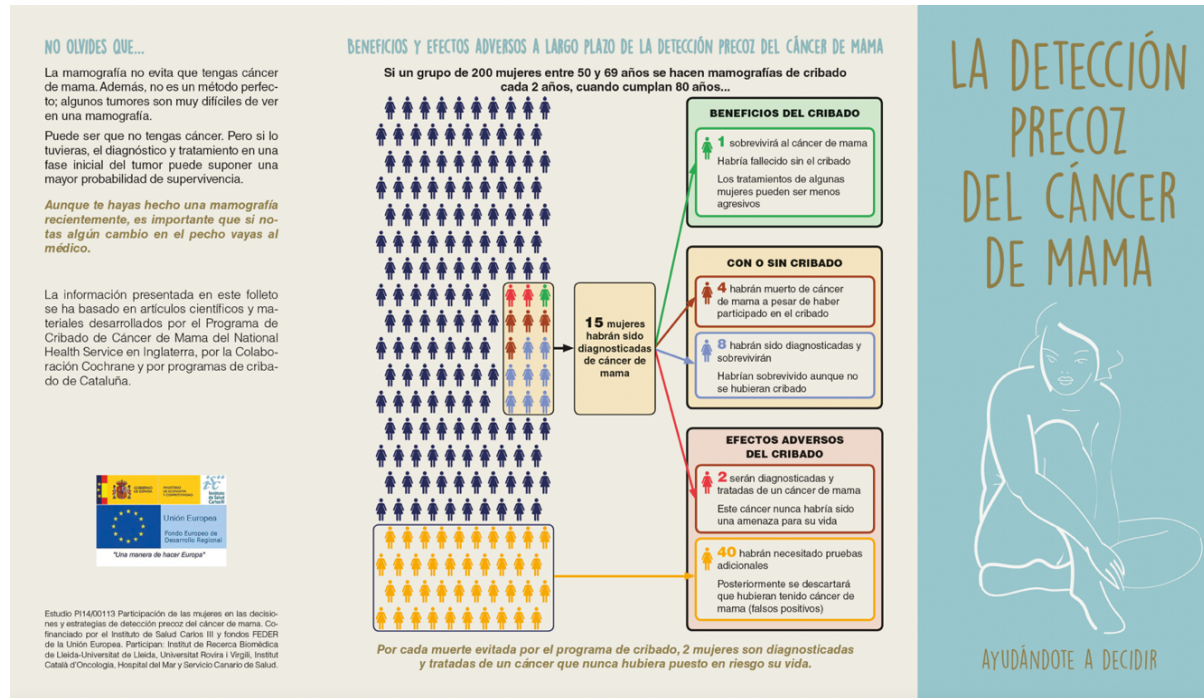 NO OLVIDES QUE...
La mamografía no evita que tengas cáncer
de mama. Además, no es un método perfec-
to; algunos tumores son muy difíciles de ver
en una mamografía.
Puede ser que no tengas cáncer. Pero si lo
tuvieras, el diagnóstico y tratamiento en una
fase inicial del tumor puede suponer una
mayor probabilidad de supervivencia.
Aunque te hayas hecho una mamografía
recientemente, es importante que si no-
tas algún cambio en el pecho vayas al
médico.
La información presentada en este folleto
se ha basado en artículos científicos y ma-
teriales desarrollados por el Programa de
Cribado de Cáncer de Mama del National
Health Service en Inglaterra, por la Colabo-
ración Cochrane y por programas de criba-
do de Cataluña.
GOBIERNO
DE ESPAÑA
MINISTERIO
DE ECONOMÍA
Y COMPETITIVIDAD
Instituto
de Salud
Carlos III
Unión Europea
Fondo Europeo de
Desarrollo Regional
"Una manera de hacer Europa"
Estudio PI14/00113 Participación de las mujeres en las decisio-
nes y estrategias de detección precoz del cáncer de mama. Co-
financiado por el Instituto de Salud Carlos III y fondos FEDER
de la Unión Europea. Participan: Institut de Recerca Biomèdica
de Lleida-Universitat de Lleida, Universitat Rovira i Virgili, Institut
Català d'Oncologia, Hospital del Mar y Servicio Canario de Salud.
BENEFICIOS Y EFECTOS ADVERSOS A LARGO PLAZO DE LA DETECCIÓN PRECOZ DEL CÁNCER DE MAMA
Si un grupo de 200 mujeres entre 50 y 69 años se hacen mamografías de cribado
cada 2 años, cuando cumplan 80 años...
15 mujeres
habrán sido
diagnosticadas
de cáncer de
mama
BENEFICIOS DEL CRIBADO
1 sobrevivirá al cáncer de mama
Habría fallecido sin el cribado
Los tratamientos de algunas
mujeres pueden ser menos
agresivos
CON O SIN CRIBADO
4 habrán muerto de cáncer
de mama a pesar de haber
participado en el cribado
8 habrán sido diagnosticadas y
sobrevivirán
Habrían sobrevivido aunque no
se hubieran cribado
EFECTOS ADVERSOS
DEL CRIBADO
2 serán diagnosticadas y
tratadas de un cáncer de mama
Este cáncer nunca habría sido
una amenaza para su vida
40 habrán necesitado pruebas
adicionales
Posteriormente se descartará
que hubieran tenido cáncer de
mama (falsos positivos)
Por cada muerte evitada por el programa de cribado, 2 mujeres son diagnosticadas
y tratadas de un cáncer que nunca hubiera puesto en riesgo su vida.
LA DETECCIÓN
PRECOZ
DEL CÁNCER
DE MAMA
AYUDÁNDOTE A DECIDIR